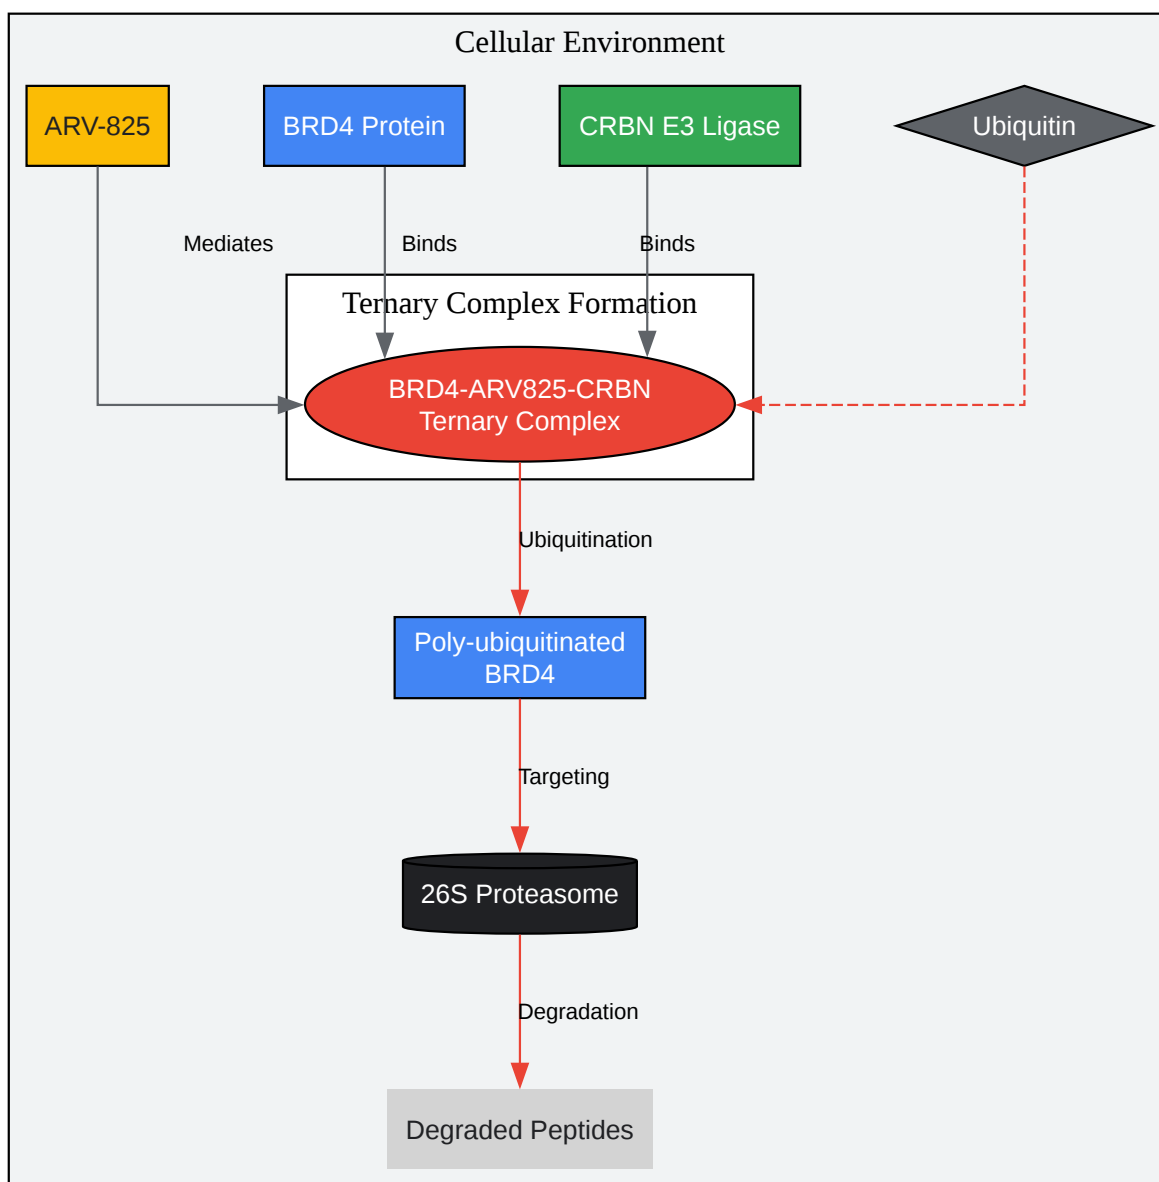 Cellular Environment
ARV-825
BRD4 Protein
CRBN E3 Ligase
Ubiquitin
Mediates
Binds
Binds
Ternary Complex Formation
BRD4-ARV825-CRBN
Ternary Complex
Ubiquitination
Poly-ubiquitinated
BRD4
Targeting
26S Proteasome
Degradation
Degraded Peptides